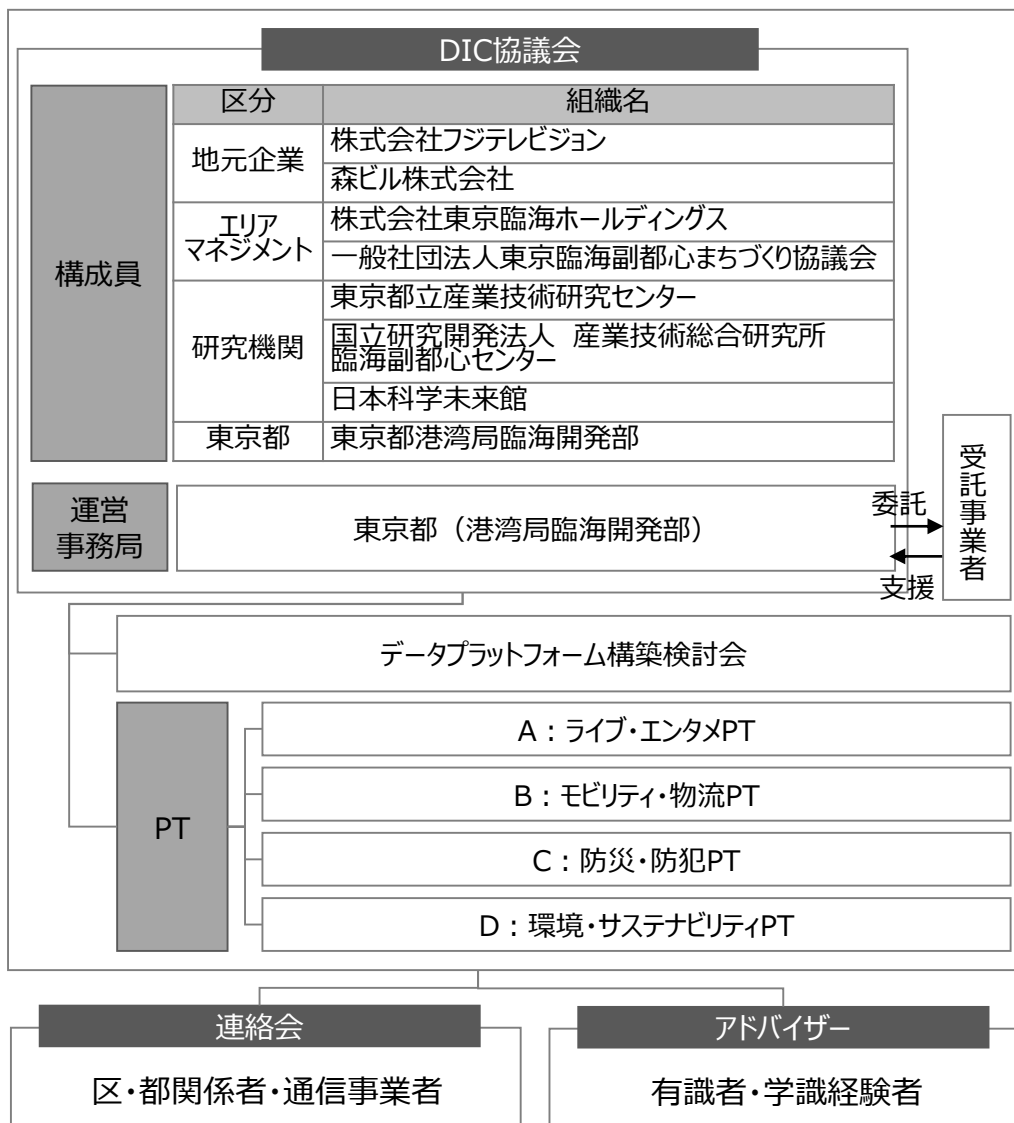 DIC協議会
構成員
区分
組織名
地元企業
株式会社フジテレビジョン
森ビル株式会社
エリア
マネジメント
株式会社東京臨海ホールディングス
一般社団法人東京臨海副都心まちづくり協議会
研究機関
東京都立産業技術研究センター
国立研究開発法人　産業技術総合研究所
臨海副都心センター
日本科学未来館
東京都
東京都港湾局臨海開発部
運営
事務局
東京都（港湾局臨海開発部）
委託
支援
受託事業者
データプラットフォーム構築検討会
PT
A：ライブ・エンタメPT
B：モビリティ・物流PT
C：防災・防犯PT
D：環境・サステナビリティPT
連絡会
区・都関係者・通信事業者
アドバイザー
有識者・学識経験者